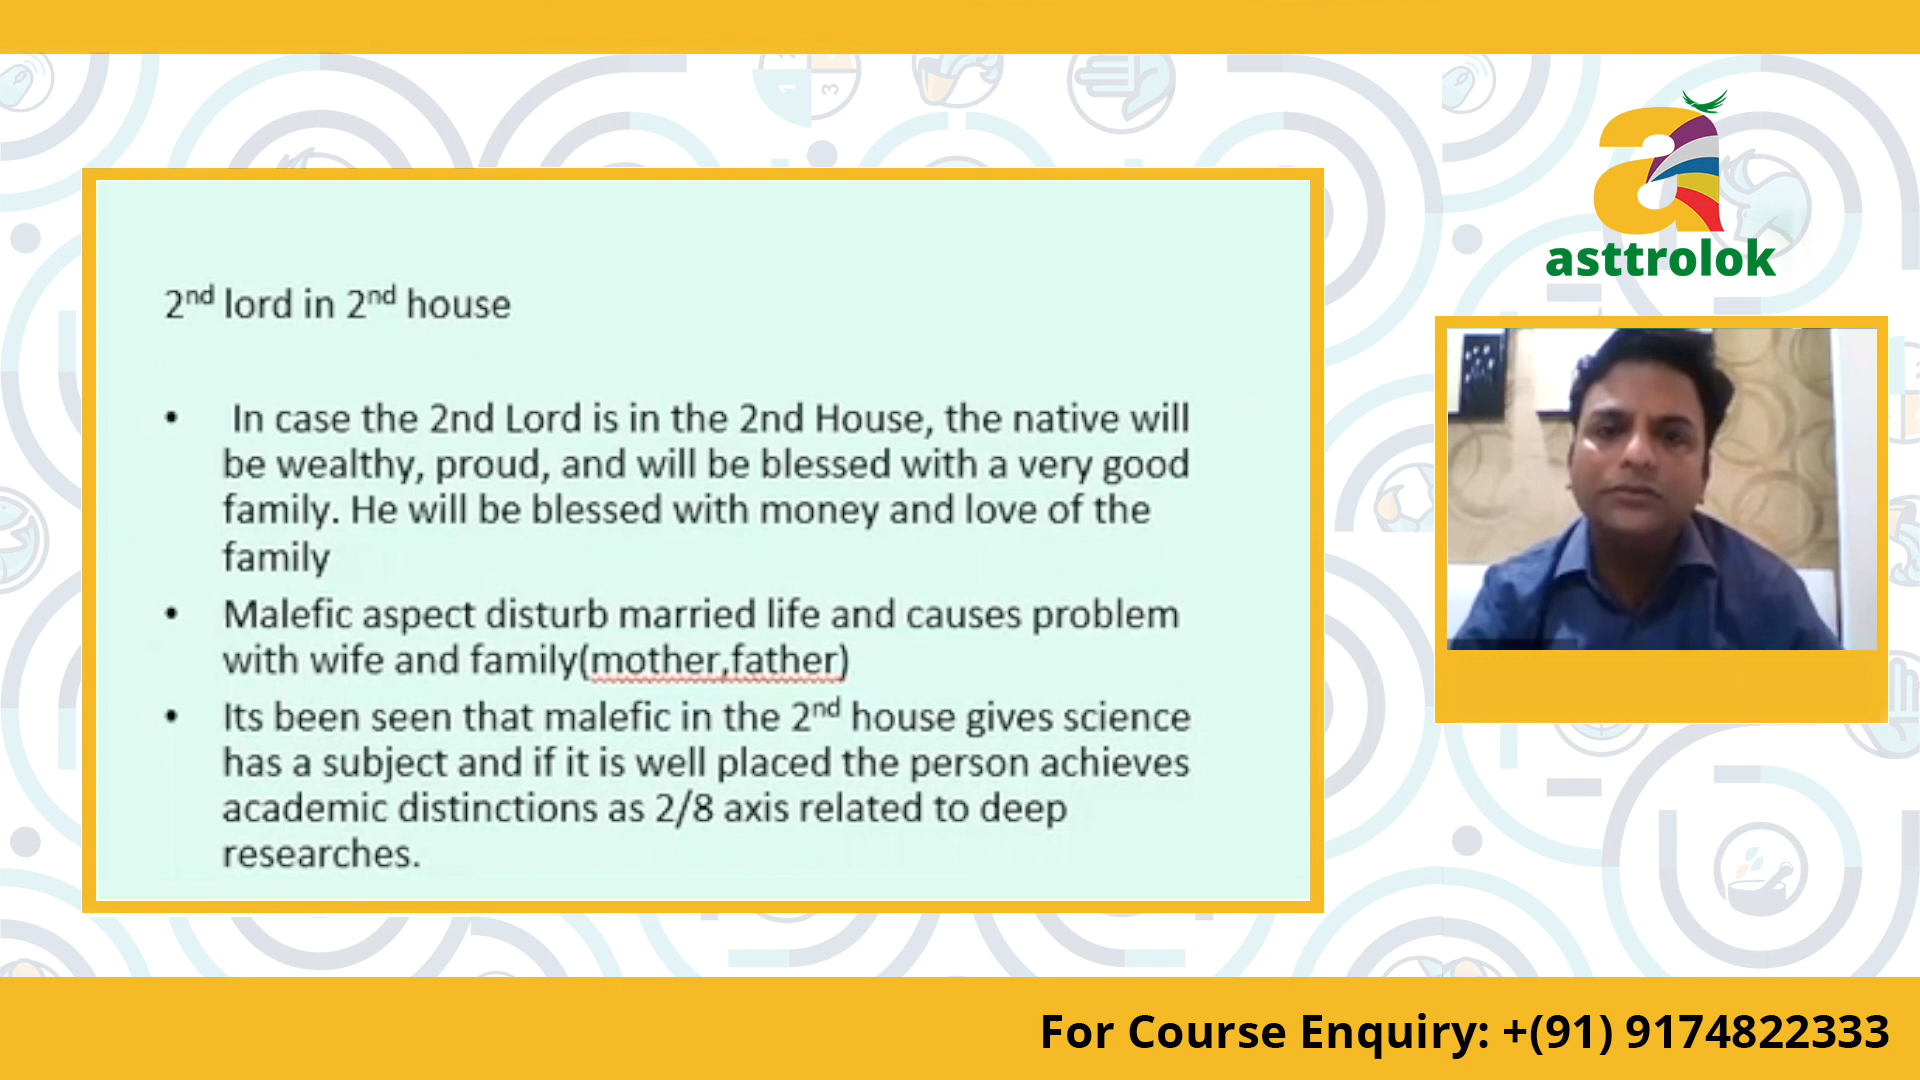 2nd lord in 2nd house
• In case the 2nd Lord is in the 2nd House, the native will
be wealthy, proud, and will be blessed with a very good
family. He will be blessed with money and love of the
family
• Malefic aspect disturb married life and causes problem
with wife and family(mother,father)
• Its been seen that malefic in the 2nd house gives science
has a subject and if it is well placed the person achieves
academic distinctions as 2/8 axis related to deep
researches.
a
asttrolok
For Course Enquiry: +(91) 9174822333